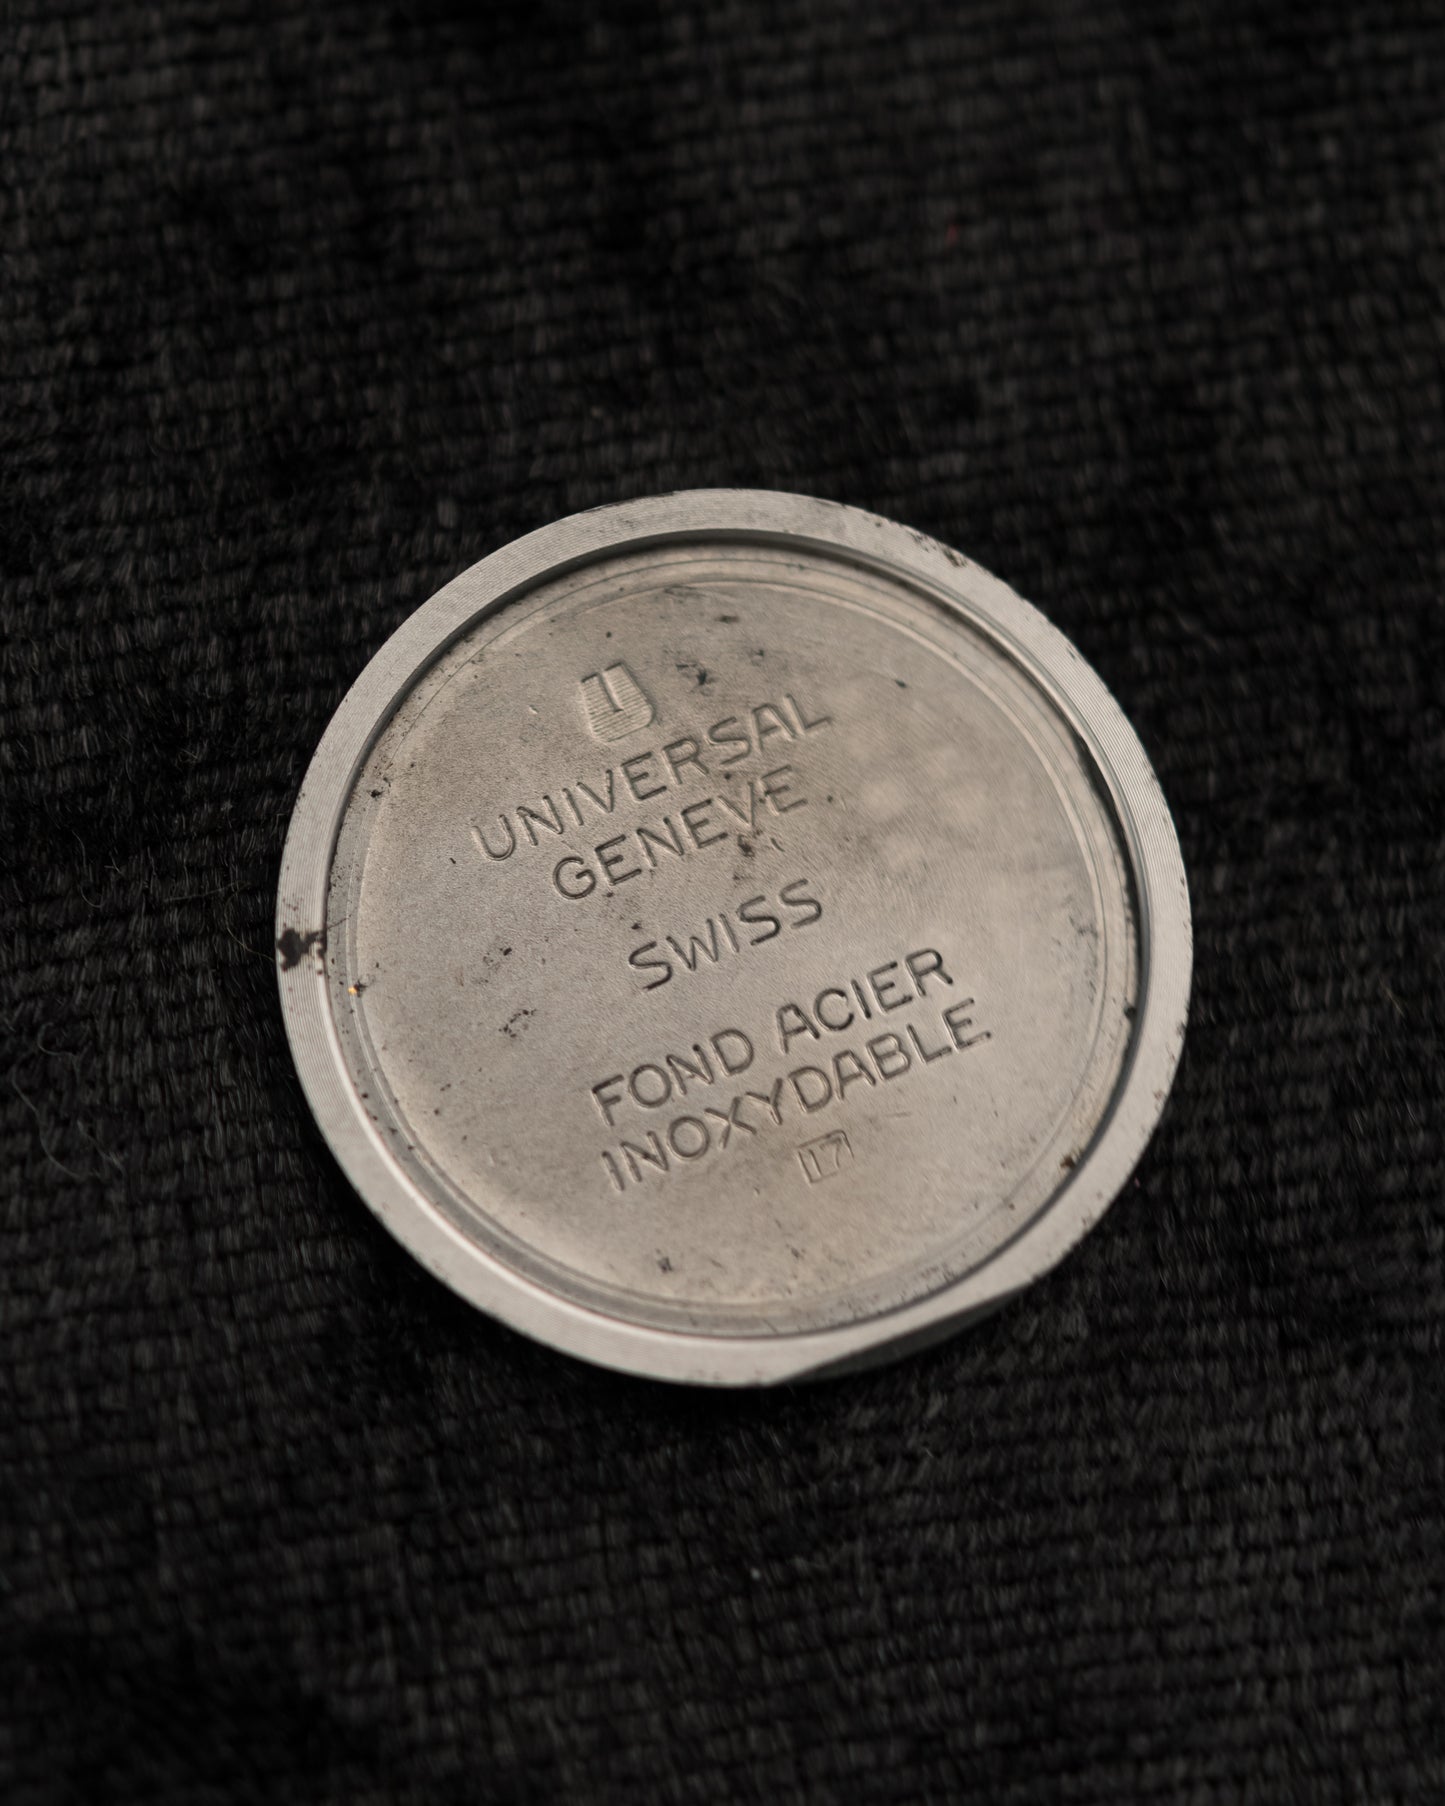 U
UNIVERSAL
GENEVE
SWISS
FOND ACIER
INOXYDABLE
17